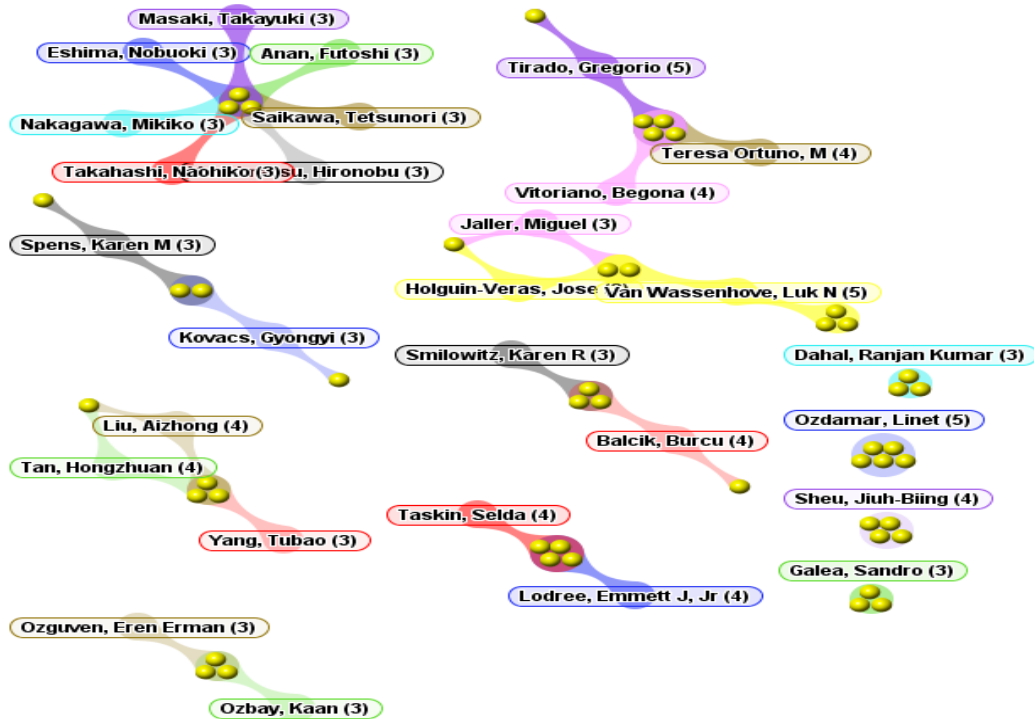 Masaki, Takayuki (3)
Eshima, Nobuoki (3)
Anan, Futoshi (3)
Nakagawa, Mikiko (3)
Saikawa, Tetsunori (3)
Takahashi, Naohiko (3)
su, Hironobu (3)
Tirado, Gregorio (5)
Teresa Ortuno, M (4)
Vitoriano, Begona (4)
Spens, Karen M (3)
Kovacs, Gyongyi (3)
Jaller, Miguel (3)
Holguin-Veras, Jose
Van Wassenhove, Luk N (5)
Smilowitz, Karen R (3)
Balcik, Burcu (4)
Dahal, Ranjan Kumar (3)
Ozdamar, Linet (5)
Sheu, Jiuh-Biing (4)
Galea, Sandro (3)
Liu, Aizhong (4)
Tan, Hongzhuan (4)
Yang, Tubao (3)
Taskin, Selda (4)
Lodree, Emmett J, Jr (4)
Ozguven, Eren Erman (3)
Ozbay, Kaan (3)